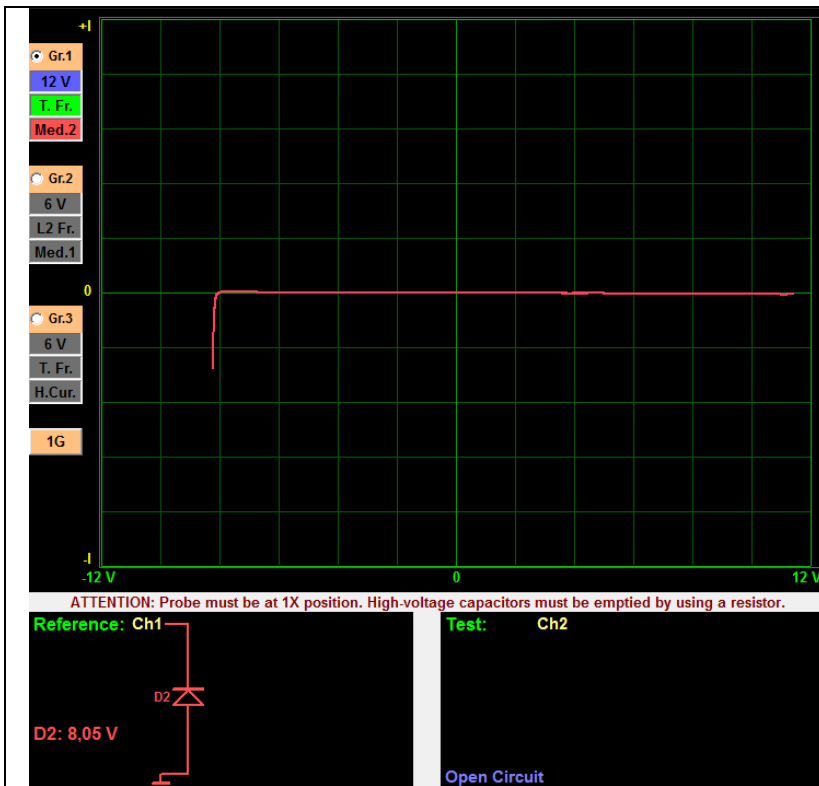 +I
Gr.1
12 V
T. Fr.
Med.2
Gr.2
6 V
L2 Fr.
Med.1
0
Gr.3
6 V
T. Fr.
H.Cur.
1G
-I
-12 V 0 12 V
ATTENTION: Probe must be at 1X position. High-voltage capacitors must be emptied by using a resistor.
Reference: Ch1
D2
D2: 8,05 V
Test: Ch2
Open Circuit